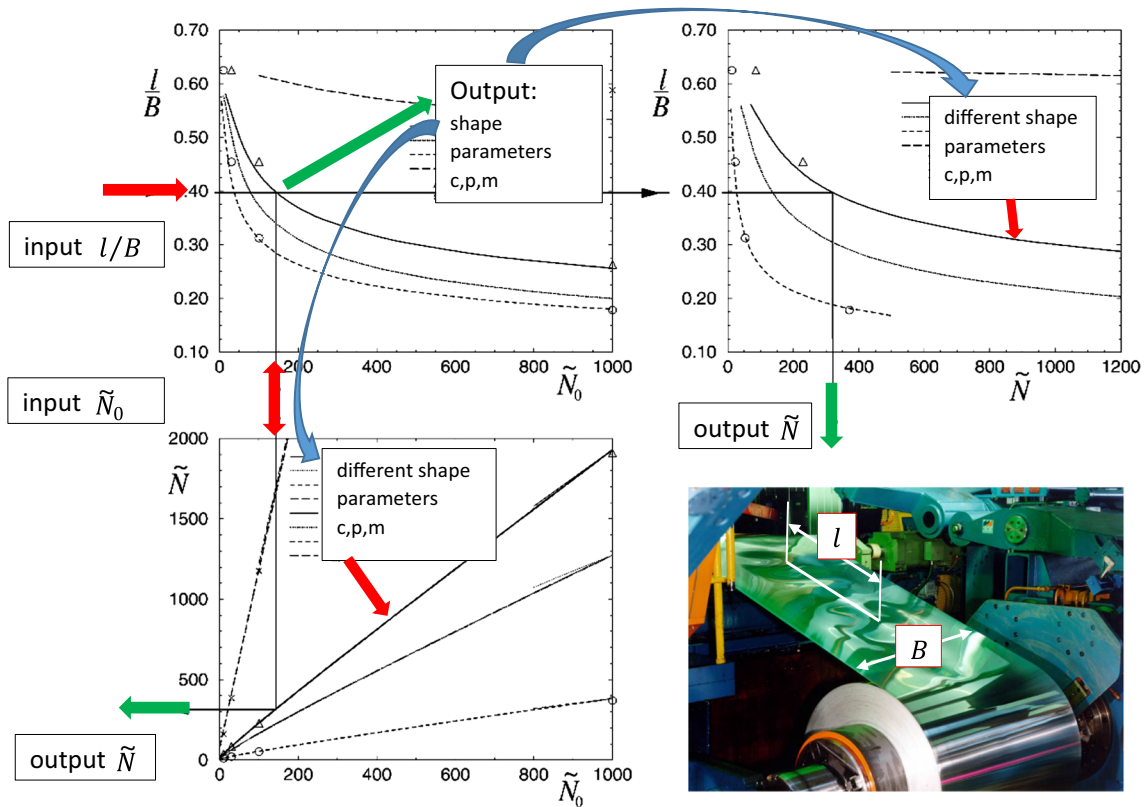 0.70
0.60
l/B
0.50
0.40
0.30
0.20
0.10
0
200
400
600
800
1000
Ñ₀
Output:
shape
parameters
c,p,m
input l/B
0.70
0.60
l/B
0.50
0.40
0.30
0.20
0.10
0
200
400
600
800
1000
1200
Ñ
different shape
parameters
c,p,m
input Ñ₀
output Ñ
2000
Ñ
1500
1000
500
0
0
200
400
600
800
1000
Ñ₀
different shape
parameters
c,p,m
output Ñ
l
B